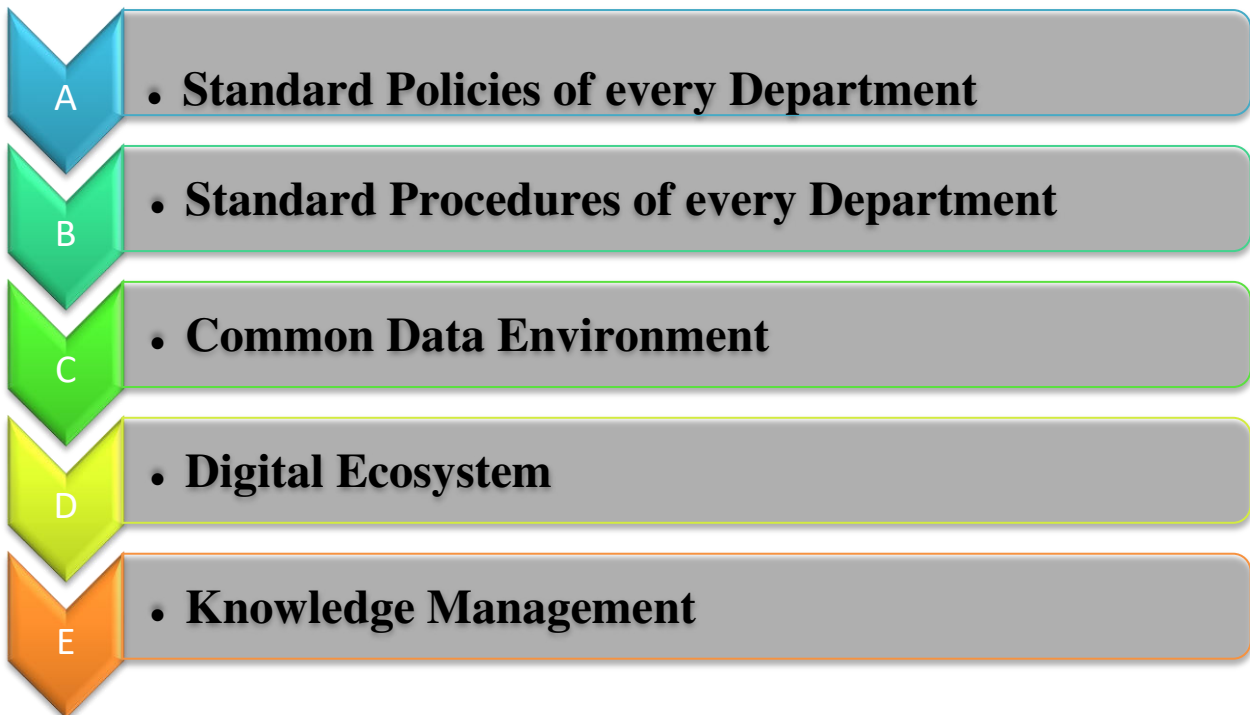 A
• Standard Policies of every Department
B
• Standard Procedures of every Department
C
• Common Data Environment
D
• Digital Ecosystem
E
• Knowledge Management